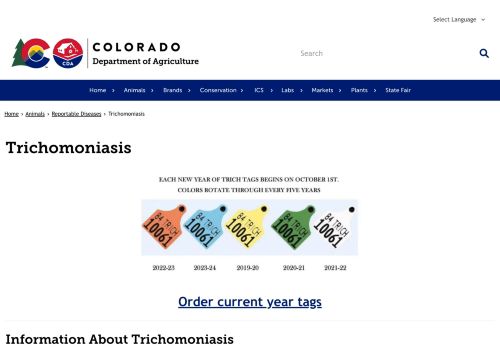 Select Language
COLORADO
Department of Agriculture
CDA
Search
Home › Animals › Brands › Conservation › ICS › Labs › Markets › Plants › State Fair
Home › Animals › Reportable Diseases › Trichomoniasis
Trichomoniasis
EACH NEW YEAR OF TRICH TAGS BEGINS ON OCTOBER 1ST.
COLORS ROTATE THROUGH EVERY FIVE YEARS
84 TRICH 10061
84 TRICH 10061
84 TRICH 10061
84 TRICH 10061
84 TRICH 10061
2022-23 2023-24 2019-20 2020-21 2021-22
Order current year tags
Information About Trichomoniasis